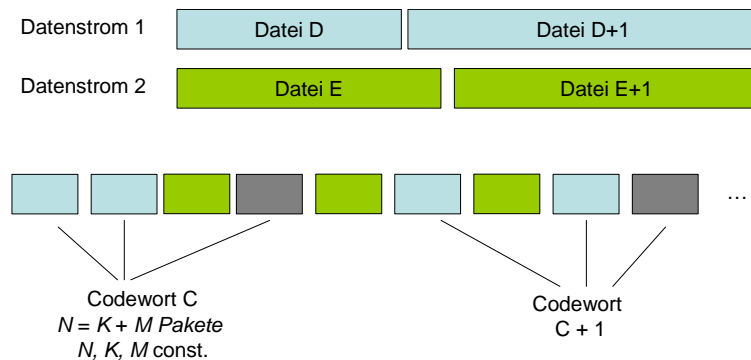 Datenstrom 1
Datei D
Datei D+1
Datenstrom 2
Datei E
Datei E+1
...
Codewort C
N = K + M Pakete
N, K, M const.
Codewort
C + 1